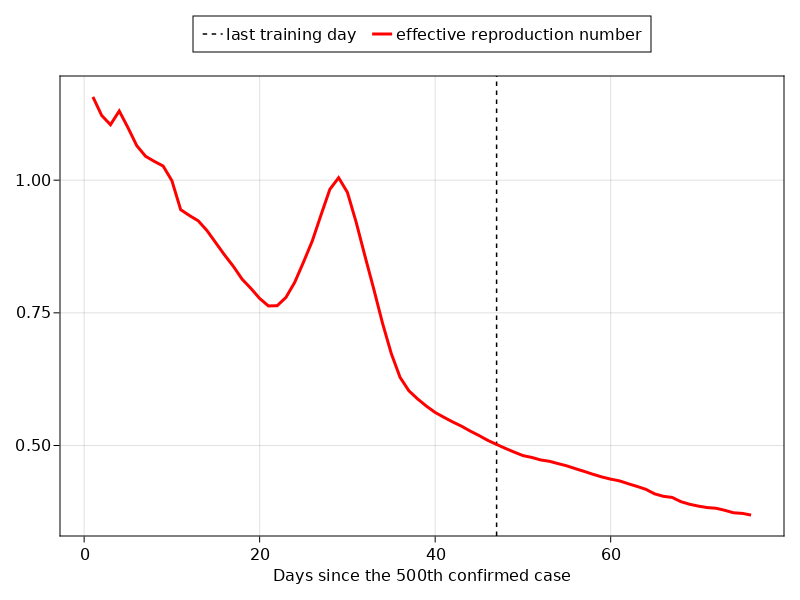 last training day effective reproduction number
1.00
0.75
0.50
0 20 40 60
Days since the 500th confirmed case